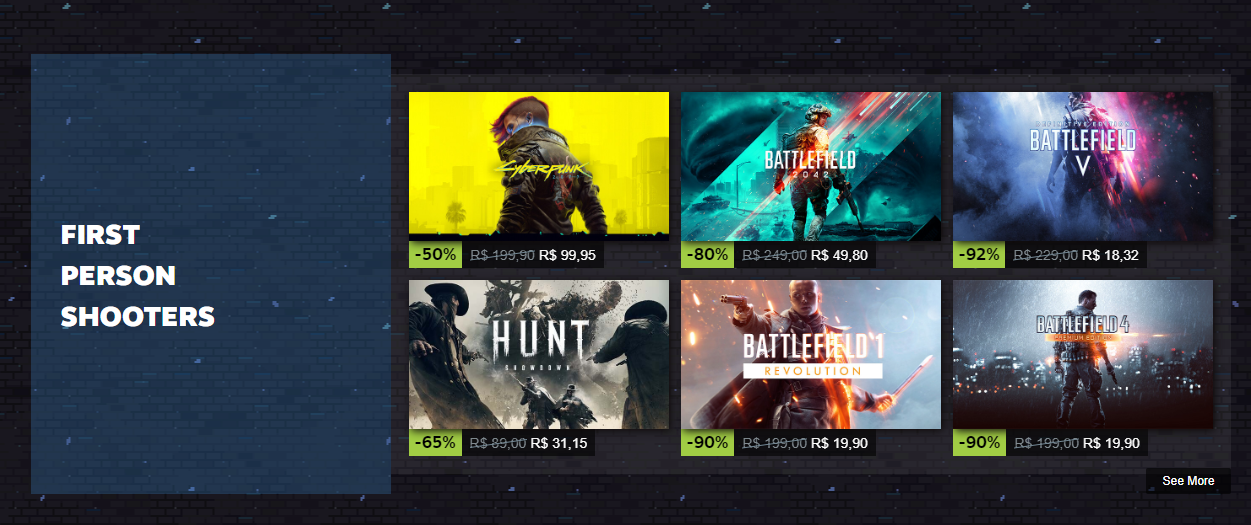 FIRST
PERSON
SHOOTERS
Cyberpunk
-50% R$ 199,90 R$ 99,95
BATTLEFIELD
2042
-80% R$ 249,00 R$ 49,80
DEFINITIVE EDITION
BATTLEFIELD
V
-92% R$ 229,00 R$ 18,32
HUNT
SHOWDOWN
-65% R$ 89,00 R$ 31,15
BATTLEFIELD 1
REVOLUTION
-90% R$ 199,00 R$ 19,90
BATTLEFIELD 4
PREMIUM EDITION
-90% R$ 199,00 R$ 19,90
See More